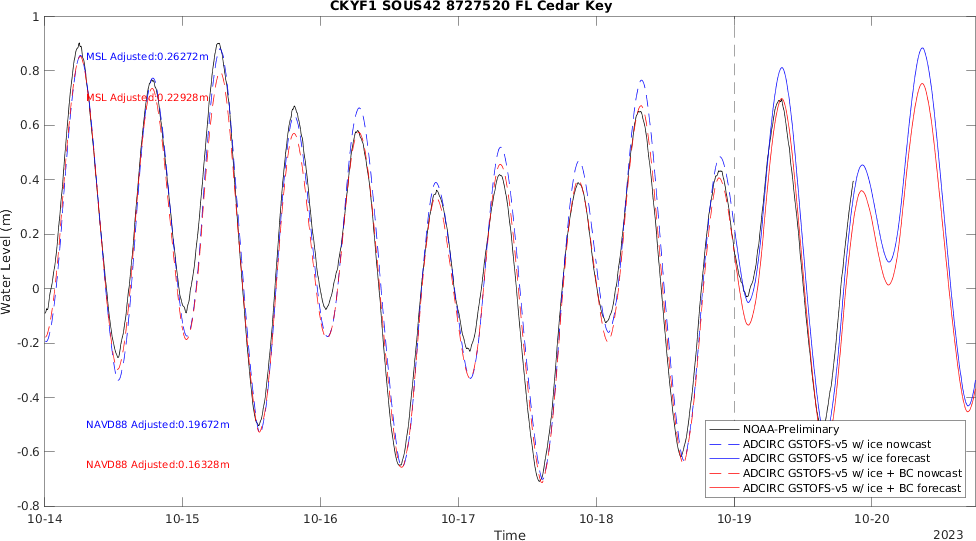 CKYF1 SOUS42 8727520 FL Cedar Key
Water Level (m)
1
0.8
0.6
0.4
0.2
0
-0.2
-0.4
-0.6
-0.8
MSL Adjusted:0.26272m
MSL Adjusted:0.22928m
NAVD88 Adjusted:0.19672m
NAVD88 Adjusted:0.16328m
NOAA-Preliminary
ADCIRC GSTOFS-v5 w/ ice nowcast
ADCIRC GSTOFS-v5 w/ ice forecast
ADCIRC GSTOFS-v5 w/ ice + BC nowcast
ADCIRC GSTOFS-v5 w/ ice + BC forecast
10-14 10-15 10-16 10-17 10-18 10-19 10-20
Time
2023